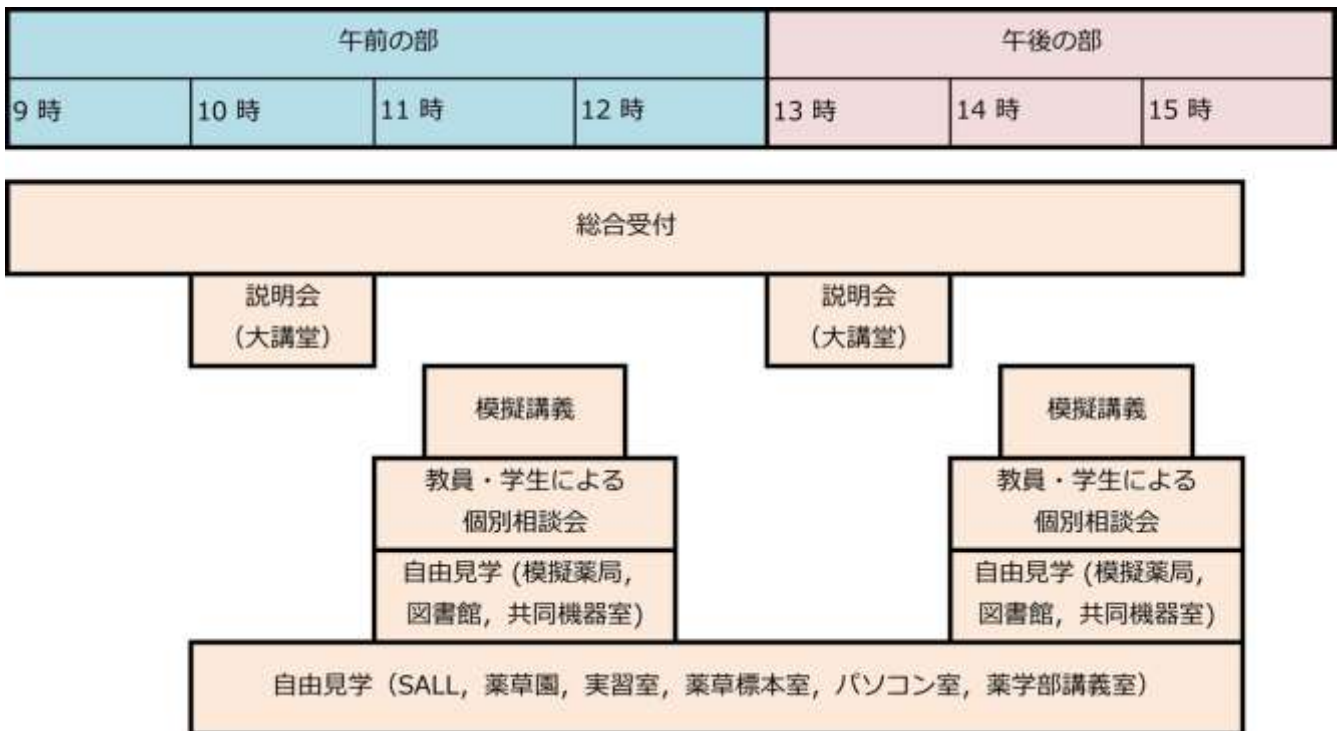 午前の部
午後の部
9 時
10 時
11 時
12 時
13 時
14 時
15 時
総合受付
説明会
（大講堂）
説明会
（大講堂）
模擬講義
模擬講義
教員・学生による
個別相談会
教員・学生による
個別相談会
自由見学 (模擬薬局，
図書館，共同機器室)
自由見学 (模擬薬局，
図書館，共同機器室)
自由見学（SALL，薬草園，実習室，薬草標本室，パソコン室，薬学部講義室）